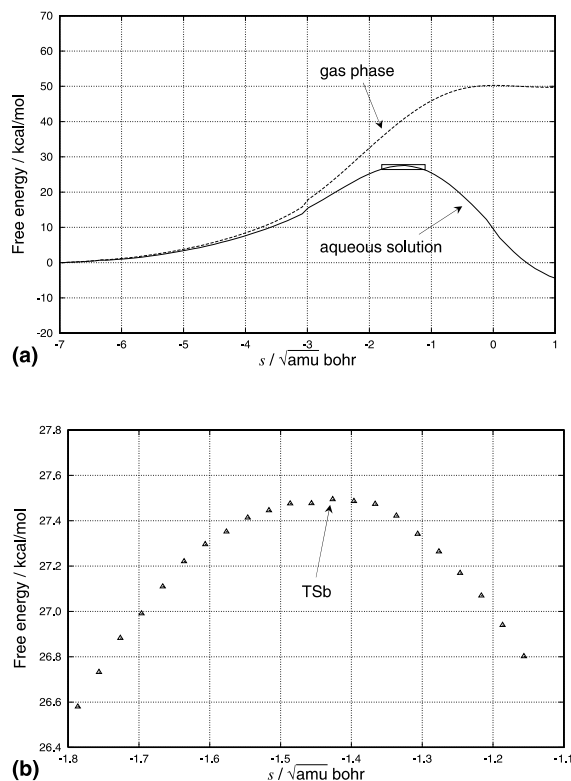 70
60
50
40
30
20
10
0
-10
-20
Free energy / kcal/mol
gas phase
aqueous solution
-7 -6 -5 -4 -3 -2 -1 0 1
(a)
s / √amu bohr
27.8
27.6
27.4
27.2
27.0
26.8
26.6
26.4
Free energy / kcal/mol
TSb
-1.8 -1.7 -1.6 -1.5 -1.4 -1.3 -1.2 -1.1
(b)
s / √amu bohr